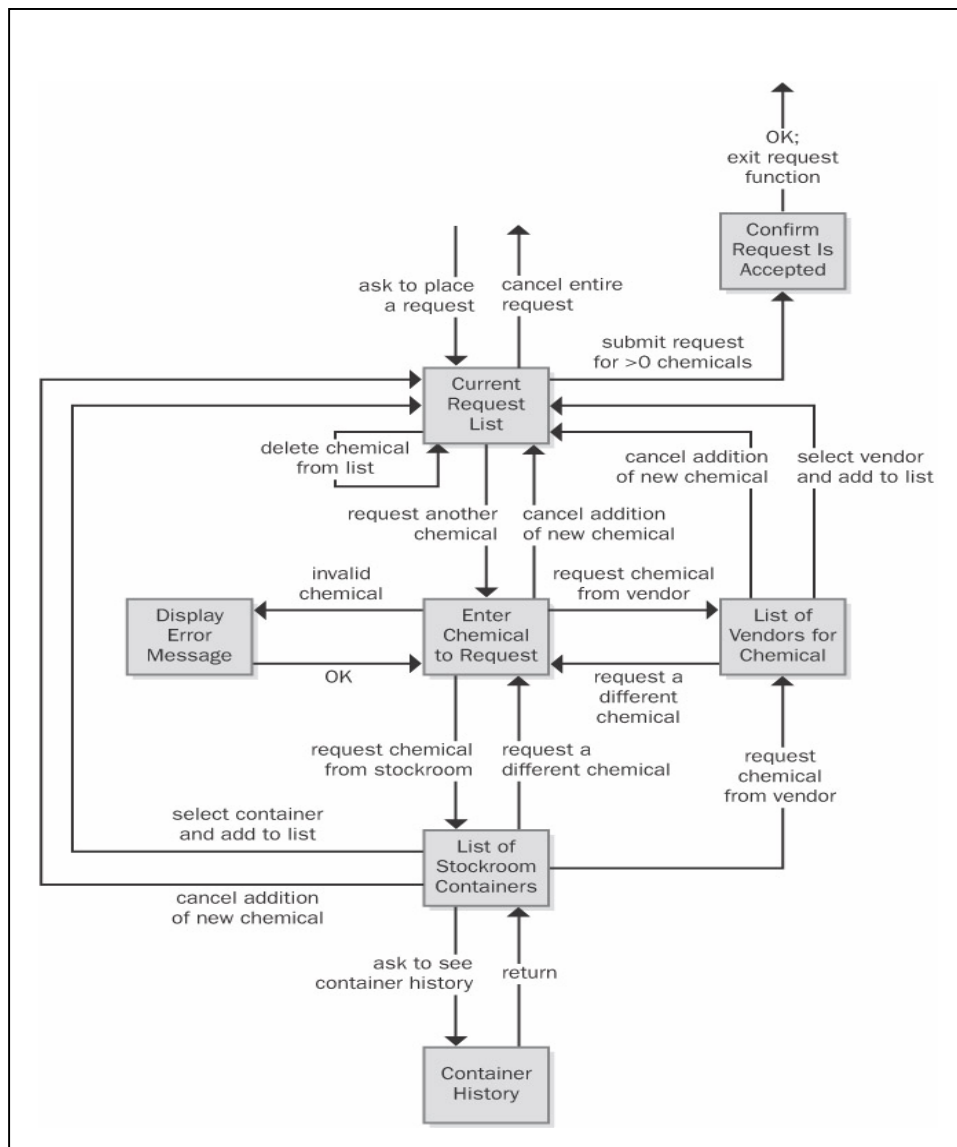 OK;
exit request
function
Confirm
Request Is
Accepted
ask to place
a request
cancel entire
request
submit request
for >0 chemicals
Current
Request
List
delete chemical
from list
cancel addition
of new chemical
select vendor
and add to list
request another
chemical
cancel addition
of new chemical
invalid
chemical
request chemical
from vendor
Display
Error
Message
Enter
Chemical
to Request
List of
Vendors for
Chemical
OK
request a
different
chemical
request chemical
from stockroom
request a
different chemical
request
chemical
from vendor
select container
and add to list
List of
Stockroom
Containers
cancel addition
of new chemical
ask to see
container history
return
Container
History